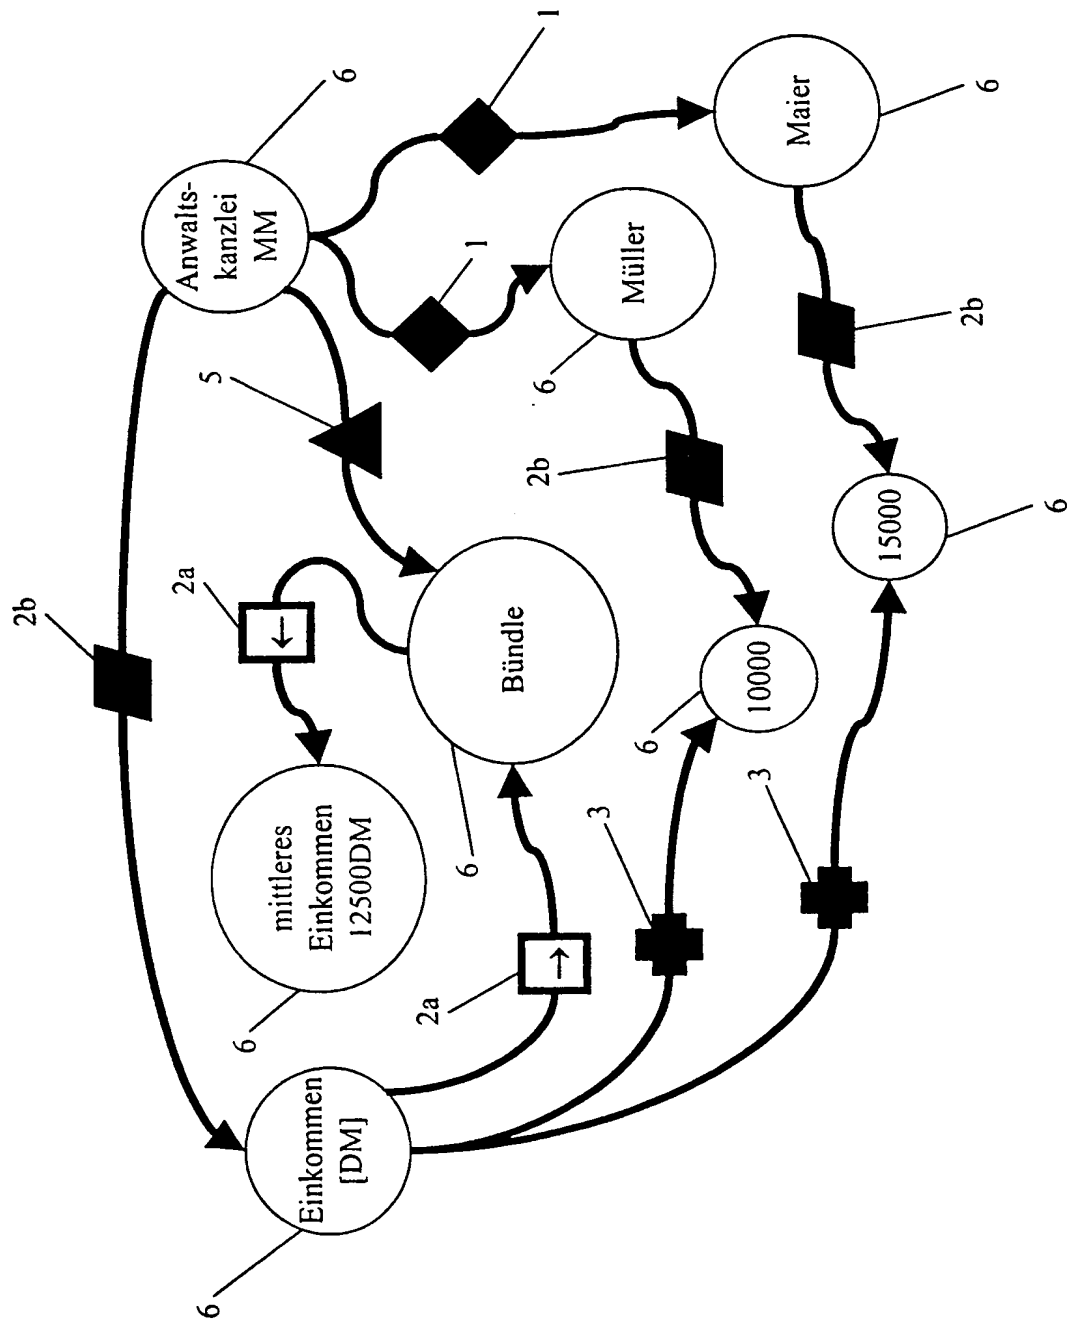 2b
Anwalts-
kanzlei
MM
6
2a
5
1
1
mittleres
Einkommen
12500DM
6
Einkommen
[DM]
6
Bündle
6
2a
Müller
6
2b
Maier
6
2b
3
10000
6
3
15000
6